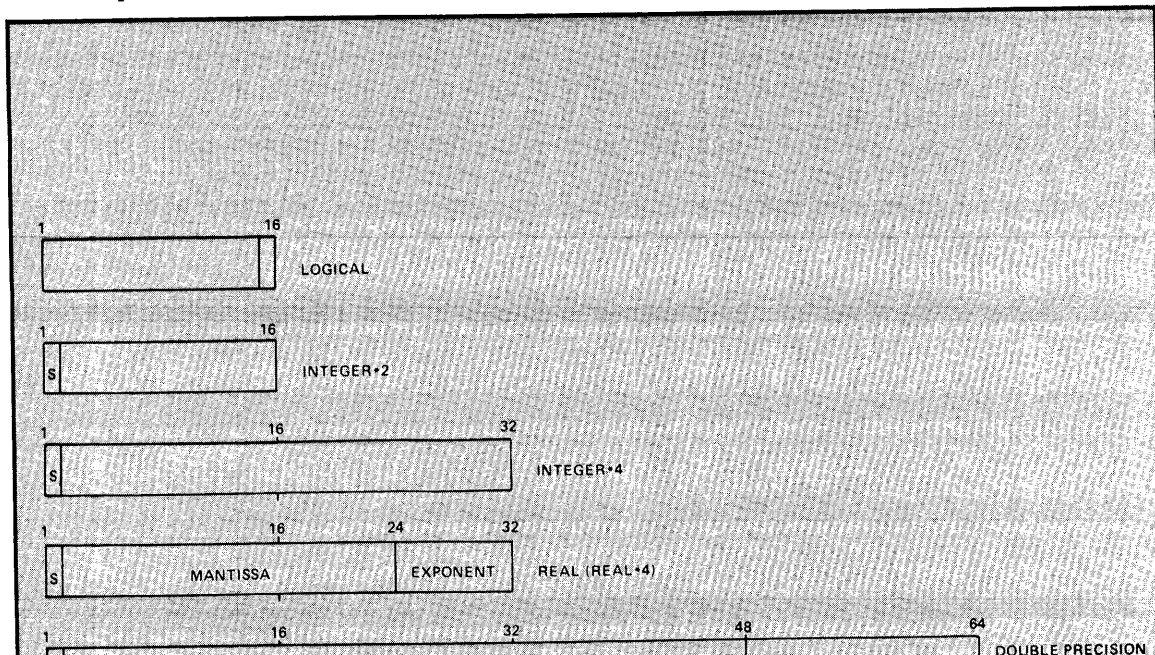 1 16
LOGICAL
1 16
S INTEGER*2
1 16 32
S INTEGER*4
1 16 24 32
S MANTISSA EXPONENT REAL (REAL*4)
1 16 32 48 64
DOUBLE PRECISION